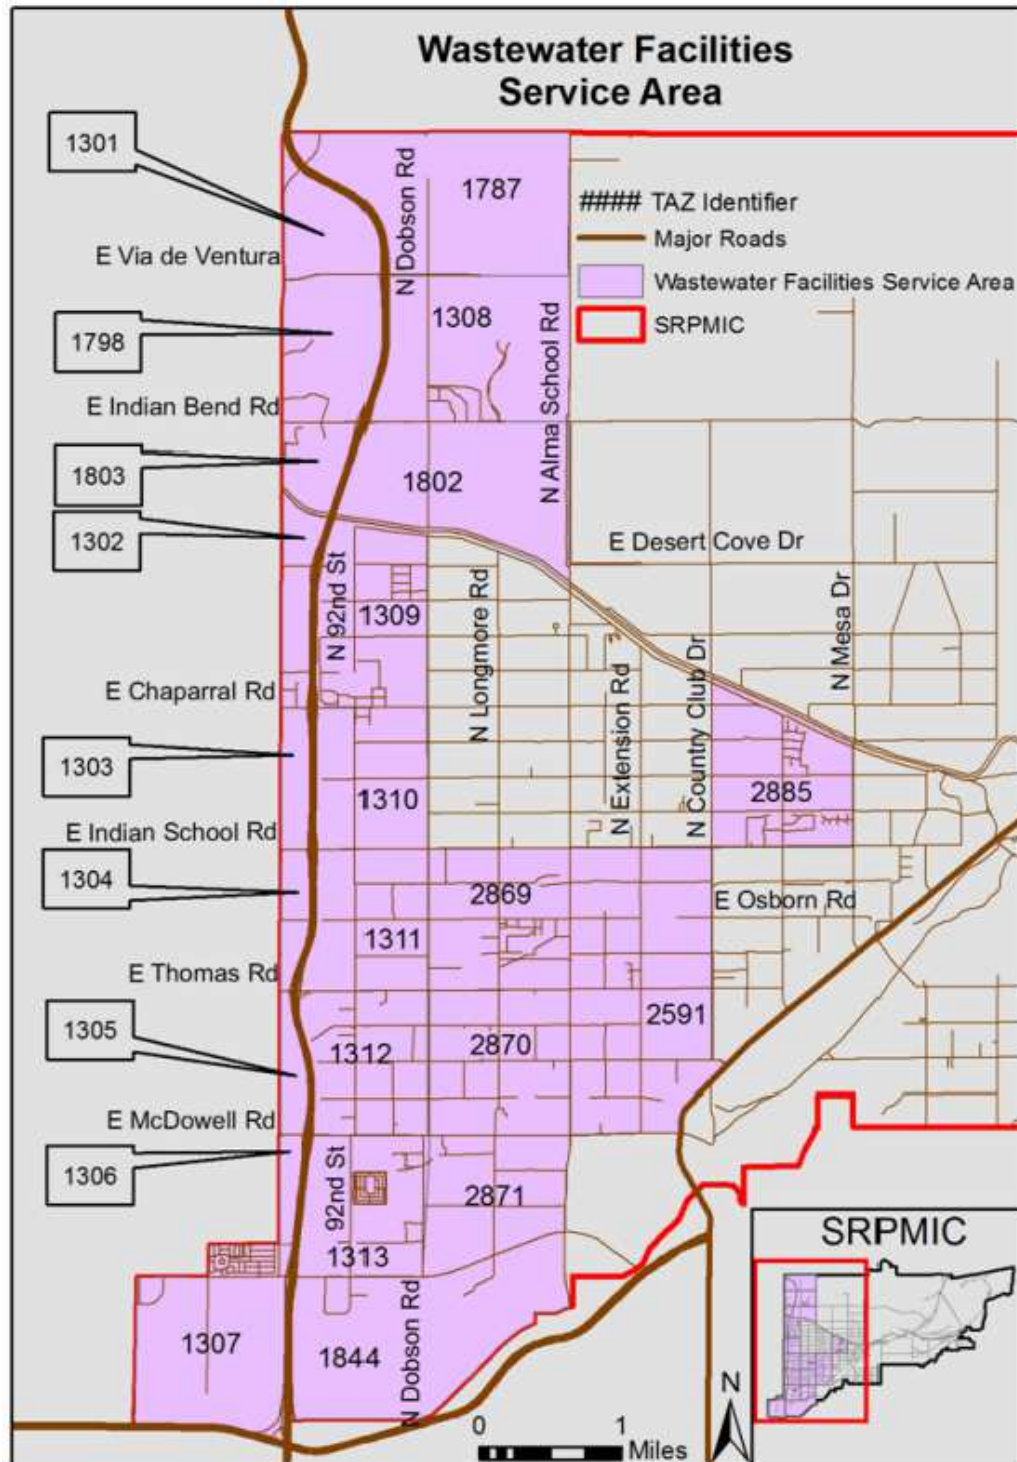 Wastewater Facilities
Service Area
1301
1787
N Dobson Rd
#### TAZ Identifier
Major Roads
E Via de Ventura
Wastewater Facilities Service Area
1308
SRPMIC
1798
N Alma School Rd
E Indian Bend Rd
1803
1802
1302
E Desert Cove Dr
N 92nd St
1309
N Longmore Rd
N Mesa Dr
E Chaparral Rd
N Extension Rd
N Country Club Dr
1303
1310
2885
E Indian School Rd
1304
2869
E Osborn Rd
1311
E Thomas Rd
1305
2591
1312
2870
E McDowell Rd
1306
92nd St
2871
1313
SRPMIC
1307
1844
N Dobson Rd
N
0 1
Miles